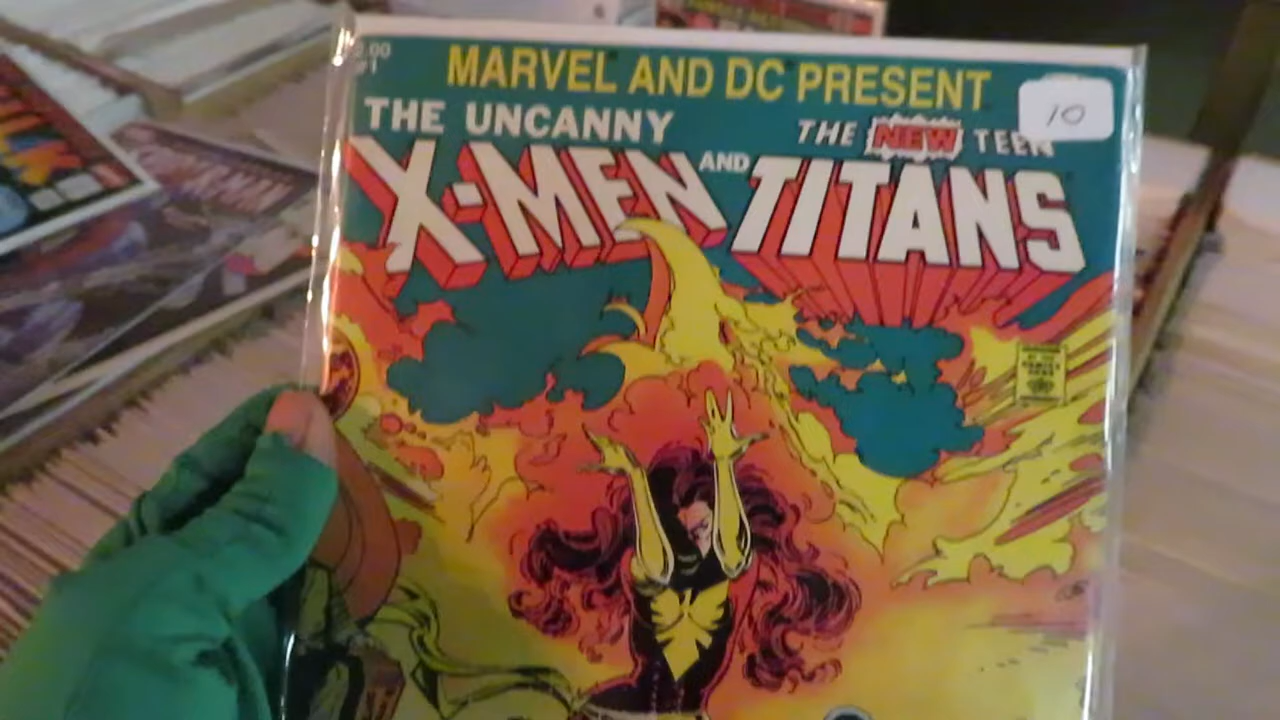 MARVEL AND DC PRESENT
10
THE UNCANNY
THE NEW TEEN
X-MEN AND TITANS